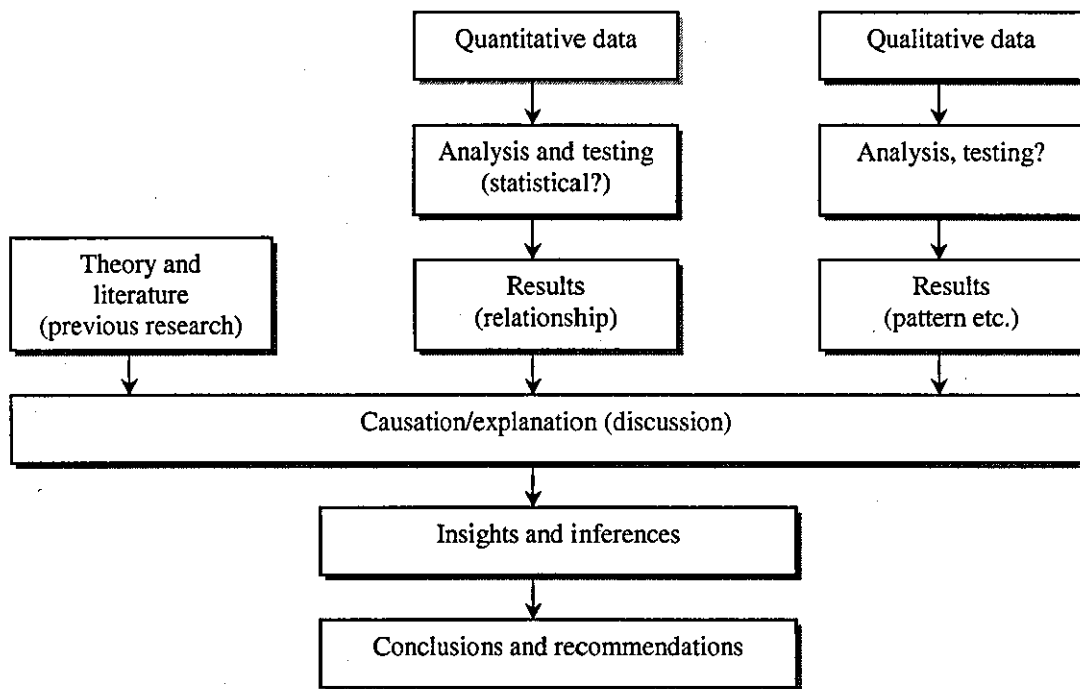 Quantitative data
Qualitative data
Analysis and testing
(statistical?)
Analysis, testing?
Theory and
literature
(previous research)
Results
(relationship)
Results
(pattern etc.)
Causation/explanation (discussion)
Insights and inferences
Conclusions and recommendations